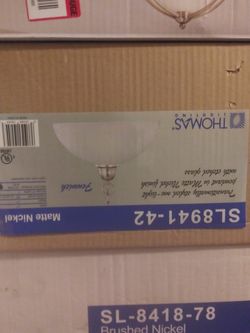 THOMAS
LIGHTING
SL8941-42
Transitionally styled one-light
pendant in Matte Nickel finish
with etched glass
Fenwick
Matte Nickel
SL-8418-78
Brushed Nickel